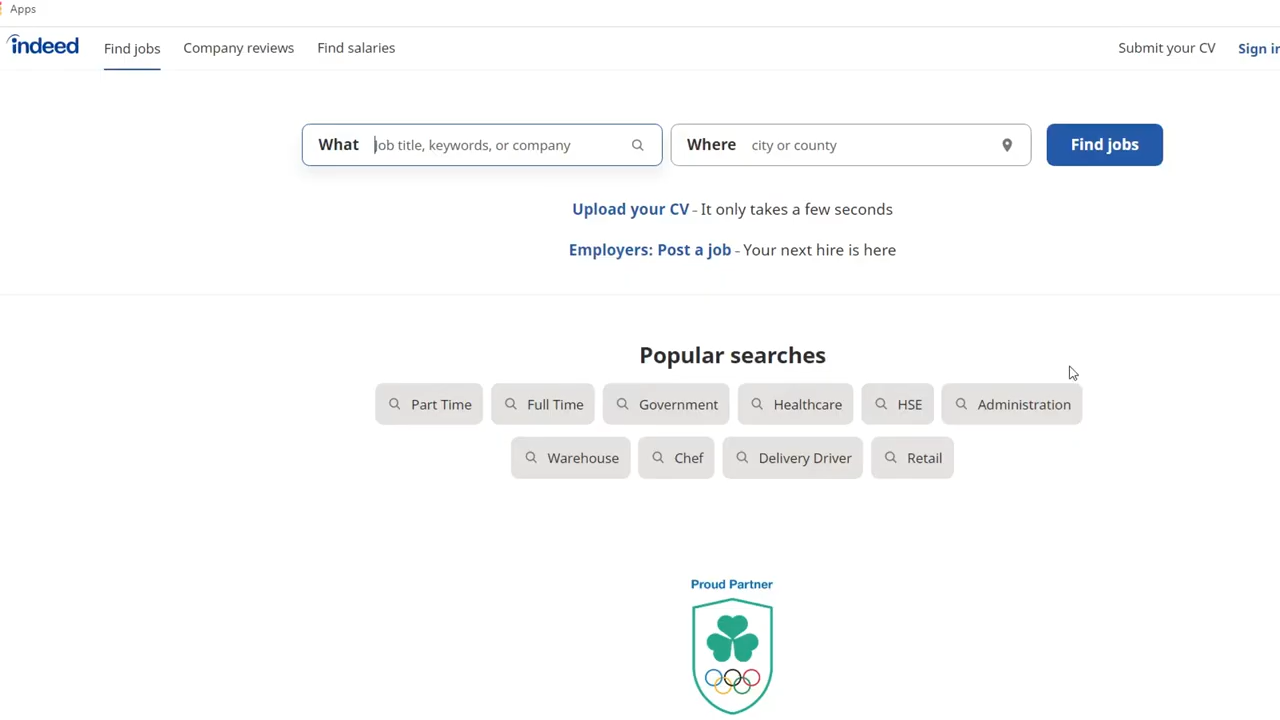 Apps
indeed Find jobs Company reviews Find salaries Submit your CV Sign in
What Job title, keywords, or company Where city or county Find jobs
Upload your CV - It only takes a few seconds
Employers: Post a job - Your next hire is here
Popular searches
Part Time Full Time Government Healthcare HSE Administration
Warehouse Chef Delivery Driver Retail
Proud Partner